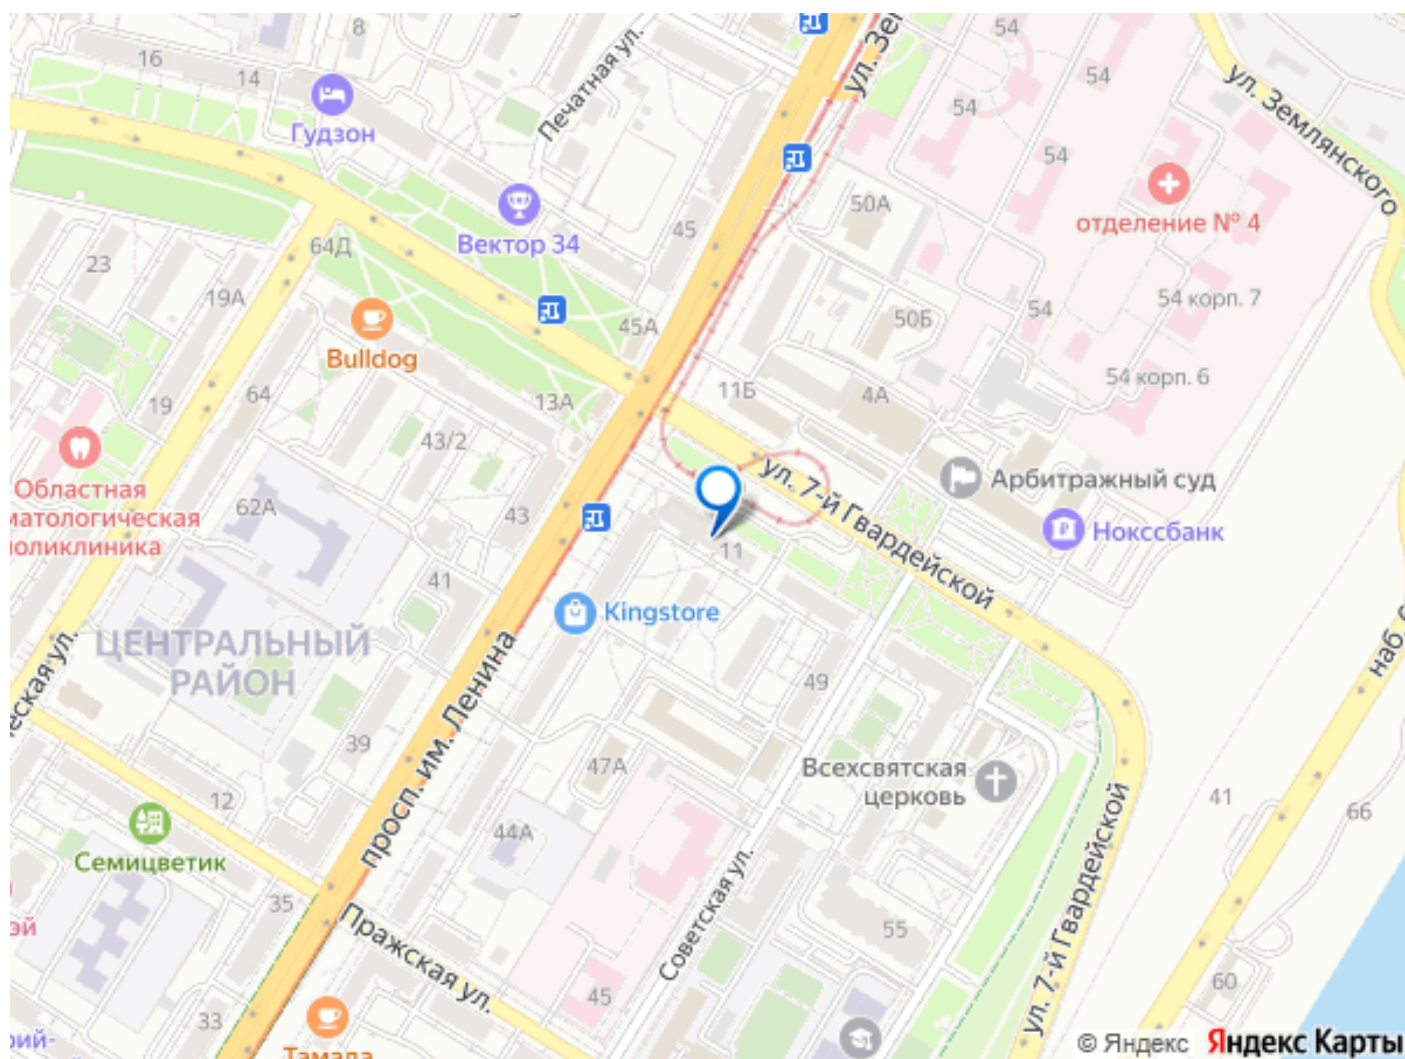 8
16
14
Гудзон
Печатная ул.
ул. Зе
54
54
54
54
ул. Землянского
отделение № 4
50А
45
Вектор 34
64Д
23
19А
Bulldog
45А
50Б
54
54 корп. 7
54 корп. 6
11Б
4А
13А
64
19
43/2
Областная
матологическая
оликлиника
62А
43
ул. 7-й Гвардейской
Арбитражный суд
Нокссбанк
11
41
Kingstore
ЦЕНТРАЛЬНЫЙ
РАЙОН
еская ул.
просп. им. Ленина
49
наб.
39
47А
Всехсвятская
церковь
12
Семицветик
44А
41
66
35
эй
Пражская ул.
Советская ул.
55
ул. 7-й Гвардейской
45
60
33
рий-
Тамада
© Яндекс Яндекс Карты